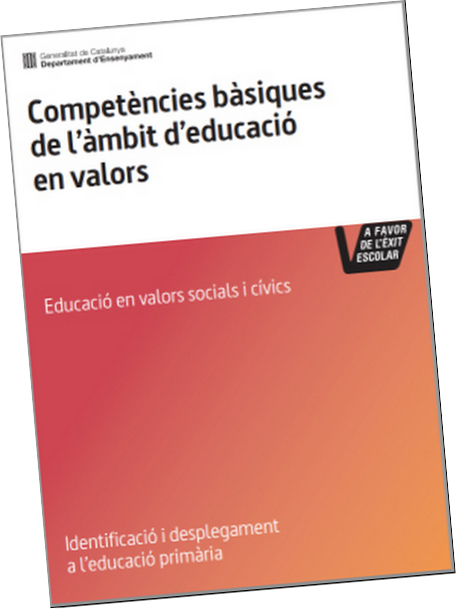 Generalitat de Catalunya
Departament d'Ensenyament
Competències bàsiques
de l'àmbit d'educació
en valors
A FAVOR
DE L'ÈXIT
ESCOLAR
Educació en valors socials i cívics
Identificació i desplegament
a l'educació primària